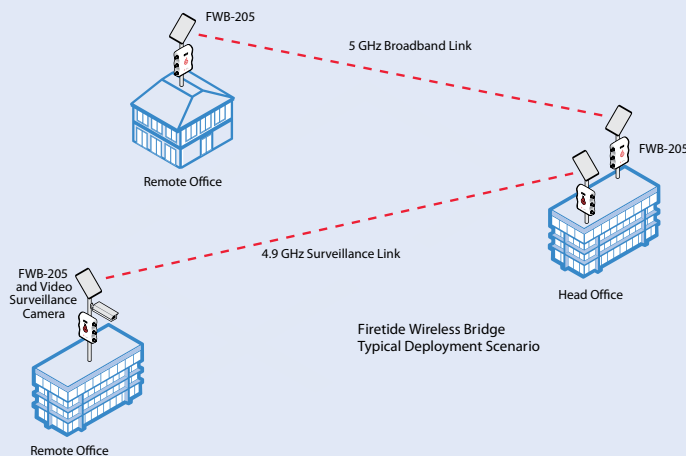 FWB-205
5 GHz Broadband Link
FWB-205
Remote Office
4.9 GHz Surveillance Link
FWB-205
and Video
Surveillance
Camera
Head Office
Firetide Wireless Bridge
Typical Deployment Scenario
Remote Office